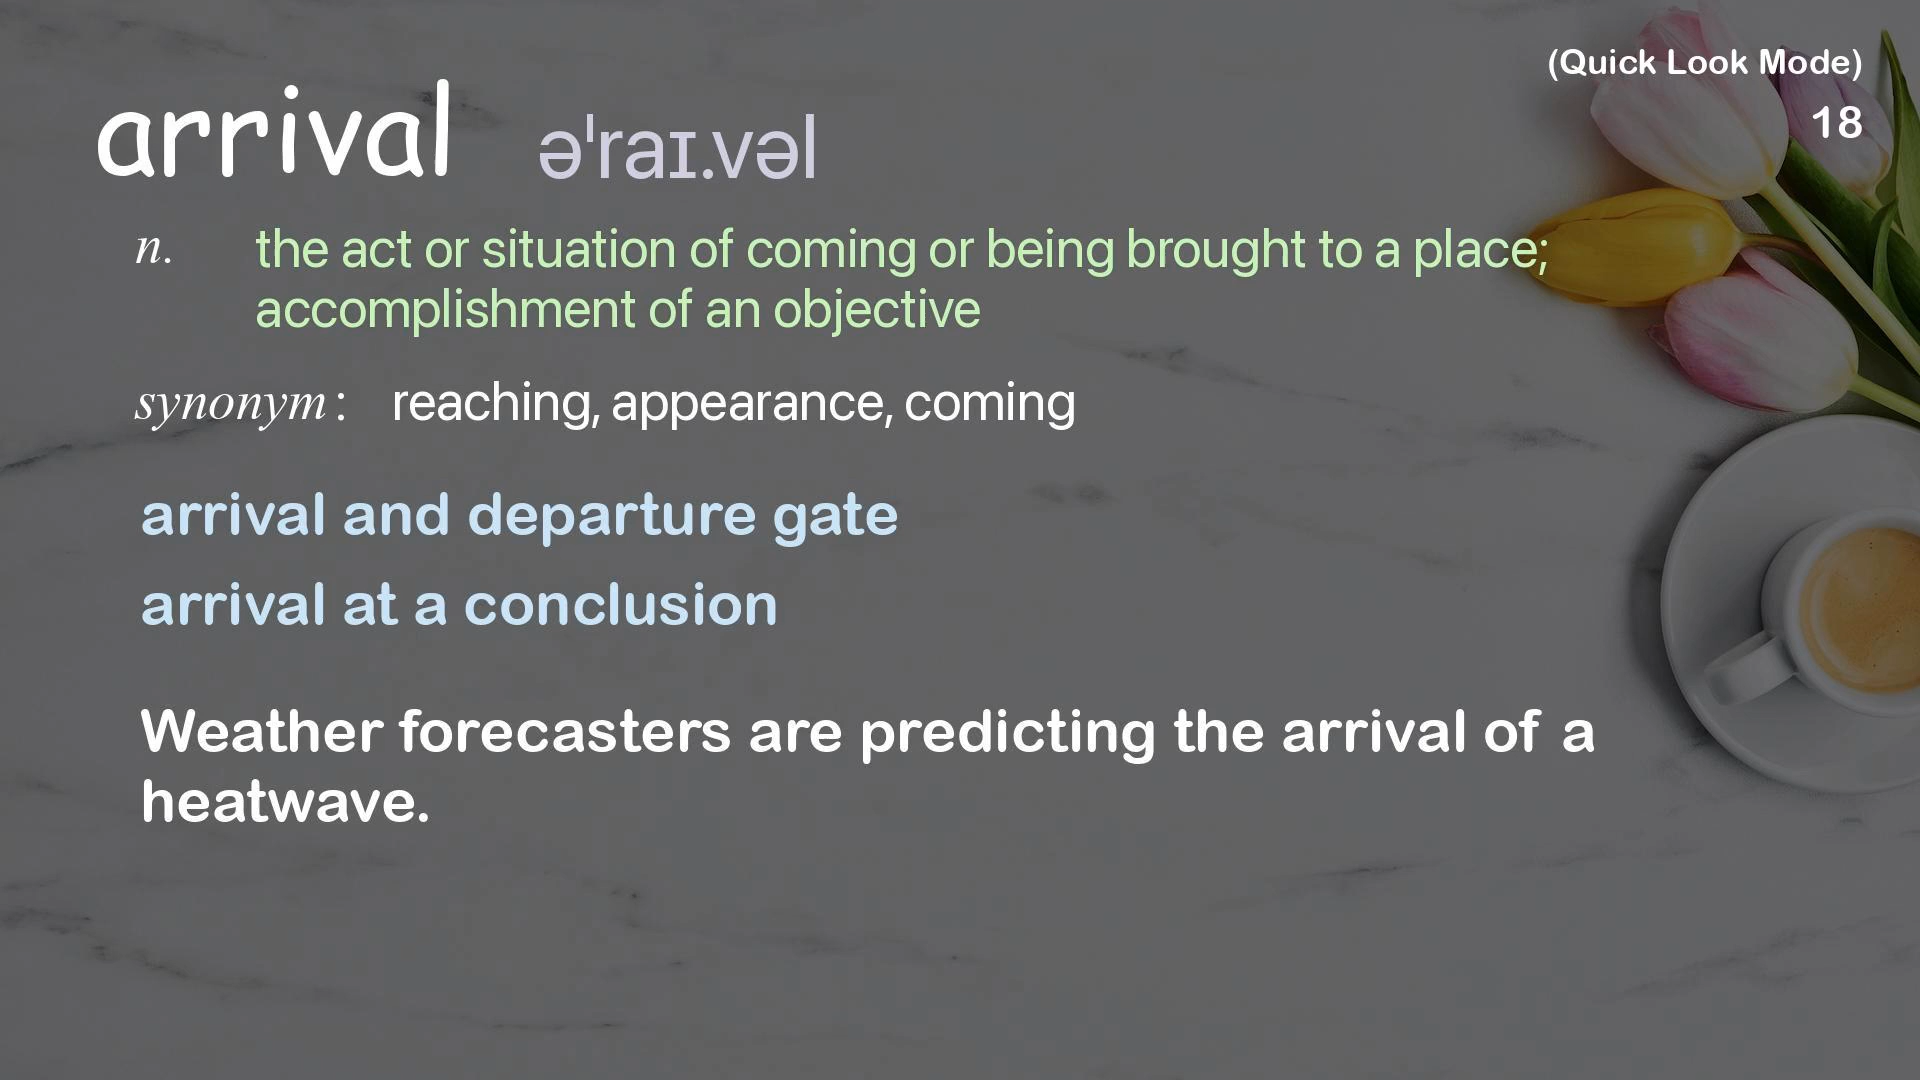 (Quick Look Mode)
18
arrival ə'raɪ.vəl
n. the act or situation of coming or being brought to a place;
accomplishment of an objective
synonym: reaching, appearance, coming
arrival and departure gate
arrival at a conclusion
Weather forecasters are predicting the arrival of a
heatwave.